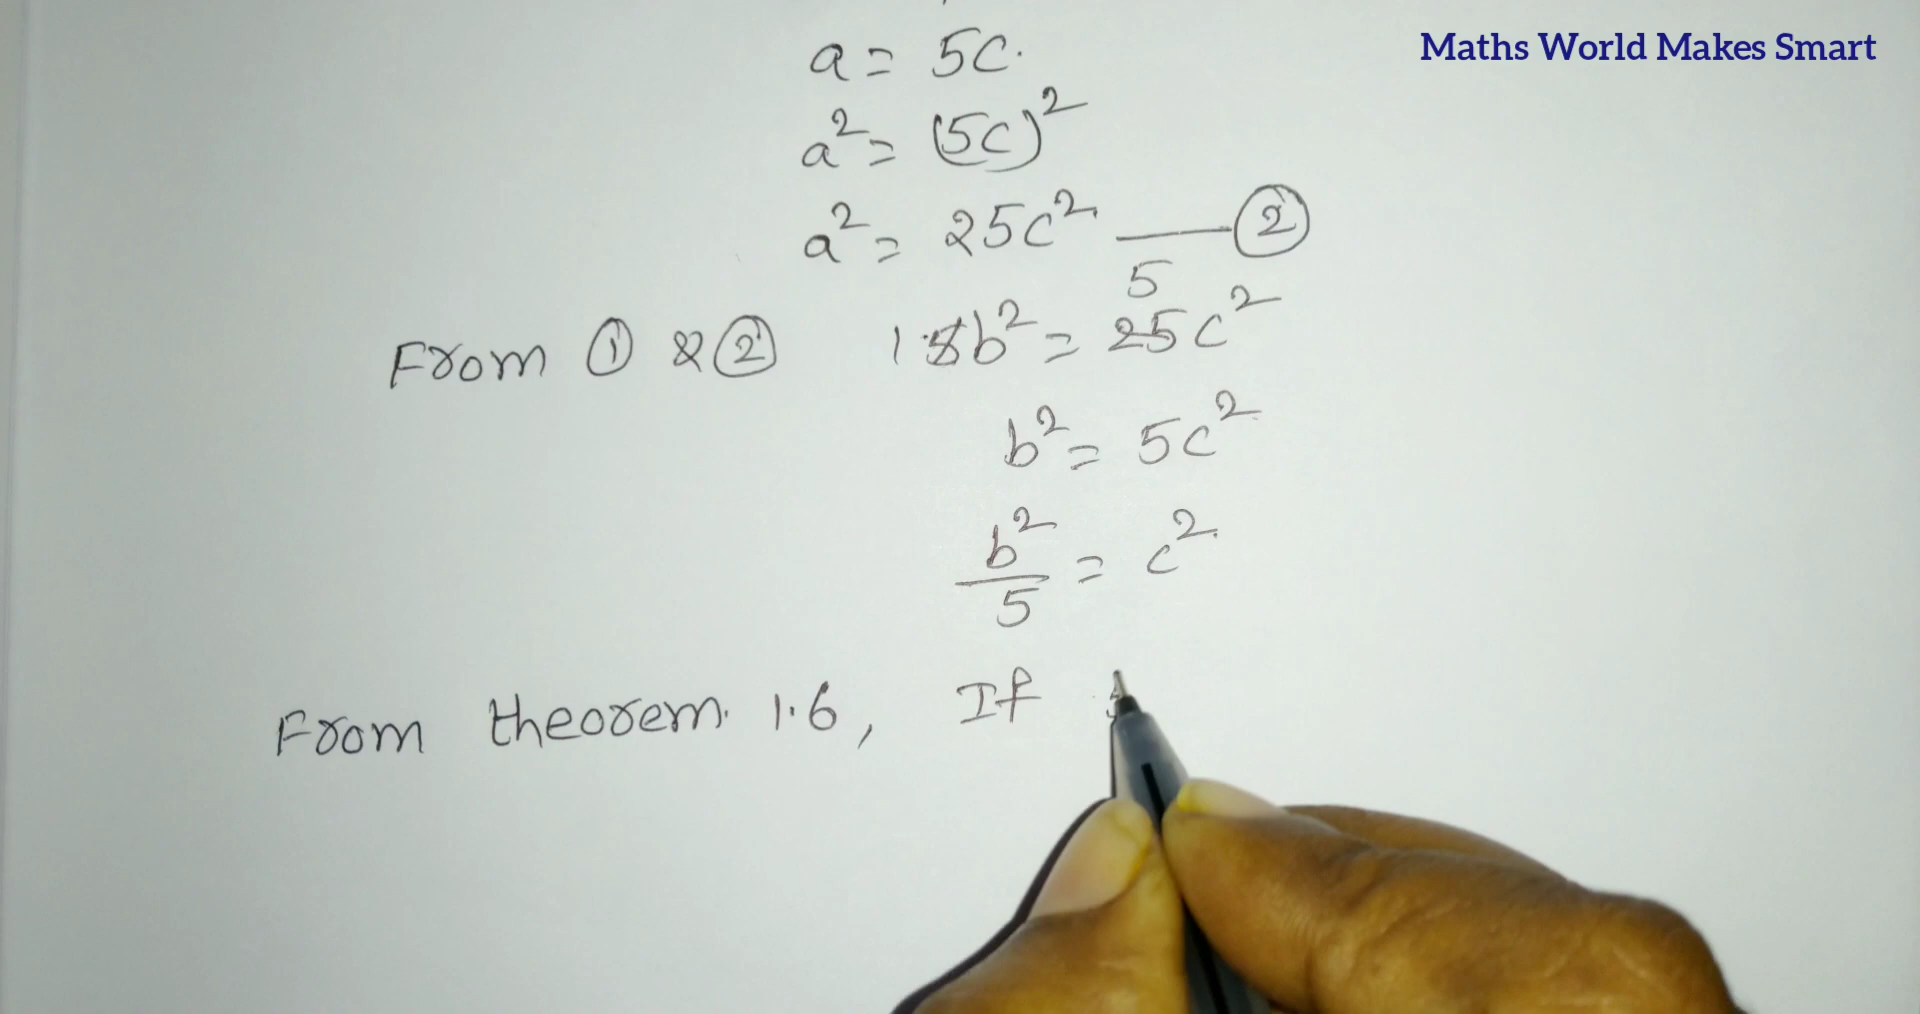 Maths World Makes Smart
a = 5c.
a² = (5c)²
a² = 25c² —— ②
5
From ① & ② 1 5b² = 25c²
b² = 5c²
b²/5 = c²
From theorem 1.6, If